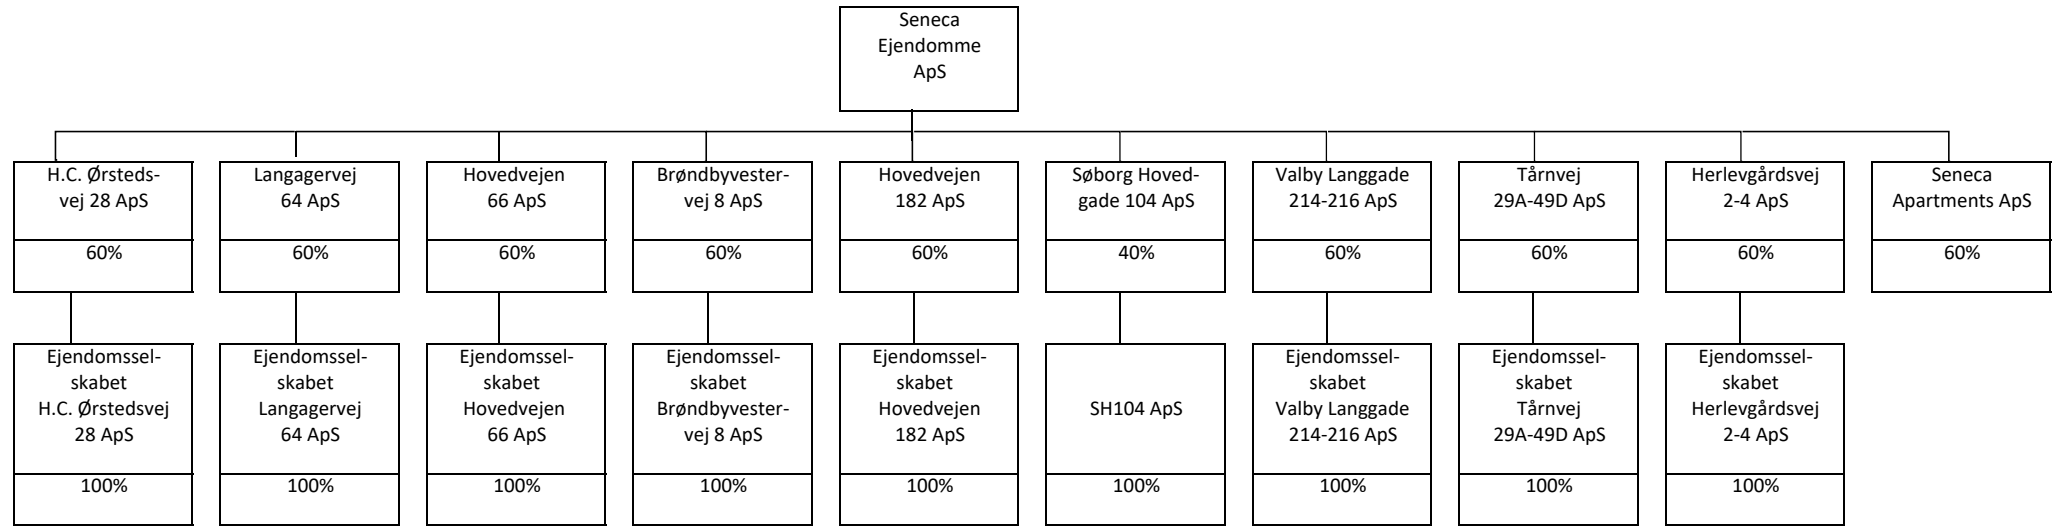 Seneca
Ejendomme
ApS
H.C. Ørsteds-
vej 28 ApS
60%
Langagervej
64 ApS
60%
Hovedvejen
66 ApS
60%
Brøndbyvester-
vej 8 ApS
60%
Hovedvejen
182 ApS
60%
Søborg Hoved-
gade 104 ApS
40%
Valby Langgade
214-216 ApS
60%
Tårnvej
29A-49D ApS
60%
Herlevgårdsvej
2-4 ApS
60%
Seneca
Apartments ApS
60%
Ejendomssel-
skabet
H.C. Ørstedsvej
28 ApS
100%
Ejendomssel-
skabet
Langagervej
64 ApS
100%
Ejendomssel-
skabet
Hovedvejen
66 ApS
100%
Ejendomssel-
skabet
Brøndbyvester-
vej 8 ApS
100%
Ejendomssel-
skabet
Hovedvejen
182 ApS
100%
SH104 ApS
100%
Ejendomssel-
skabet
Valby Langgade
214-216 ApS
100%
Ejendomssel-
skabet
Tårnvej
29A-49D ApS
100%
Ejendomssel-
skabet
Herlevgårdsvej
2-4 ApS
100%